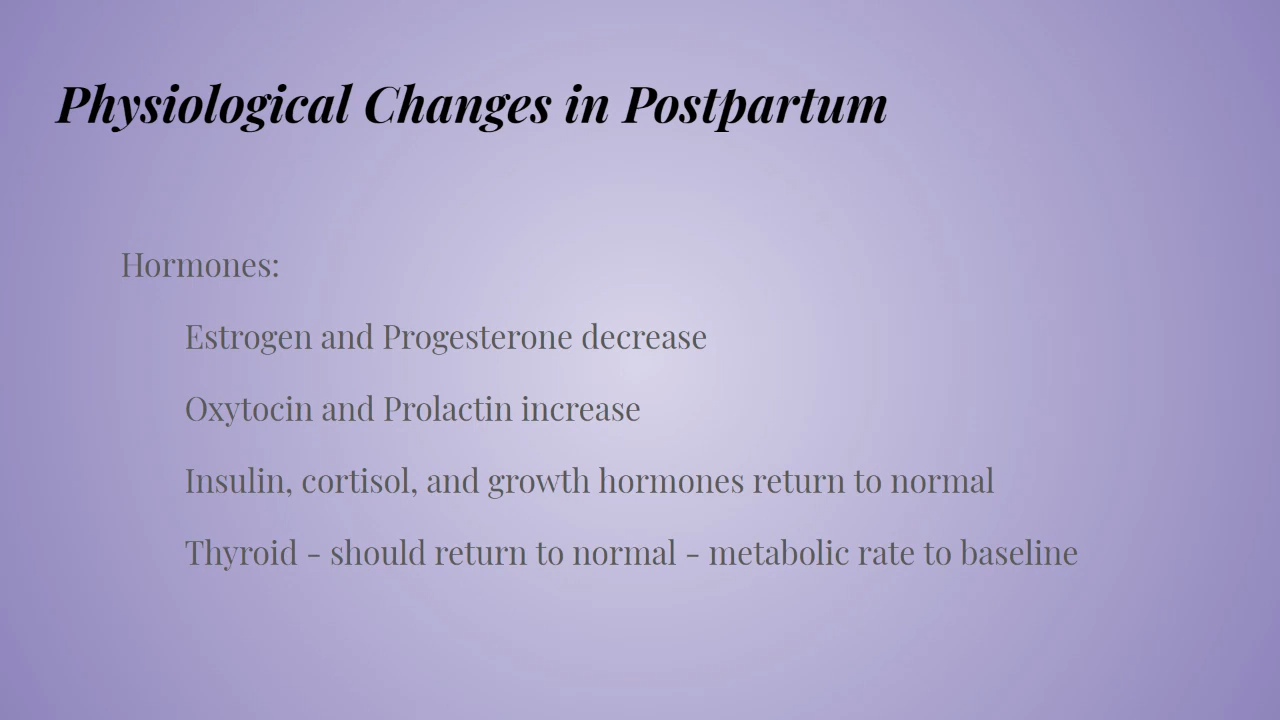 Physiological Changes in Postpartum
Hormones:
Estrogen and Progesterone decrease
Oxytocin and Prolactin increase
Insulin, cortisol, and growth hormones return to normal
Thyroid - should return to normal - metabolic rate to baseline